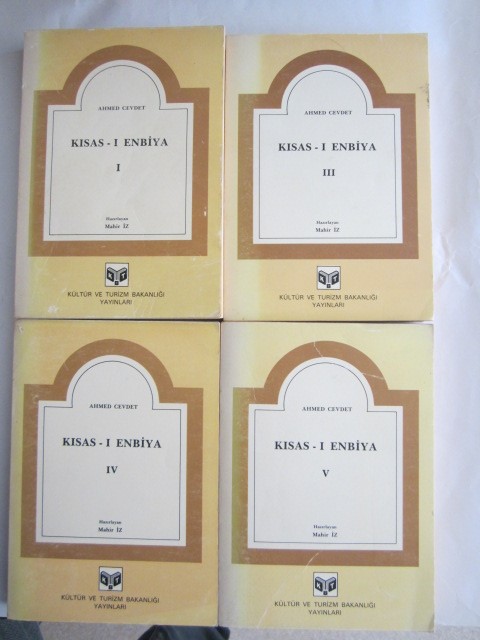 AHMED CEVDET
KISAS - I ENBİYA
I
Hazırlayan
Mahir İZ
K T B
KÜLTÜR VE TURİZM BAKANLIĞI
YAYINLARI
AHMED CEVDET
KISAS - I ENBİYA
III
Hazırlayan
Mahir İZ
K T B
KÜLTÜR VE TURİZM BAKANLIĞI
YAYINLARI
AHMED CEVDET
KISAS - I ENBİYA
IV
Hazırlayan
Mahir İZ
K T B
KÜLTÜR VE TURİZM BAKANLIĞI
YAYINLARI
AHMED CEVDET
KISAS - I ENBİYA
V
Hazırlayan
Mahir İZ
K T B
KÜLTÜR VE TURİZM BAKANLIĞI
YAYINLARI